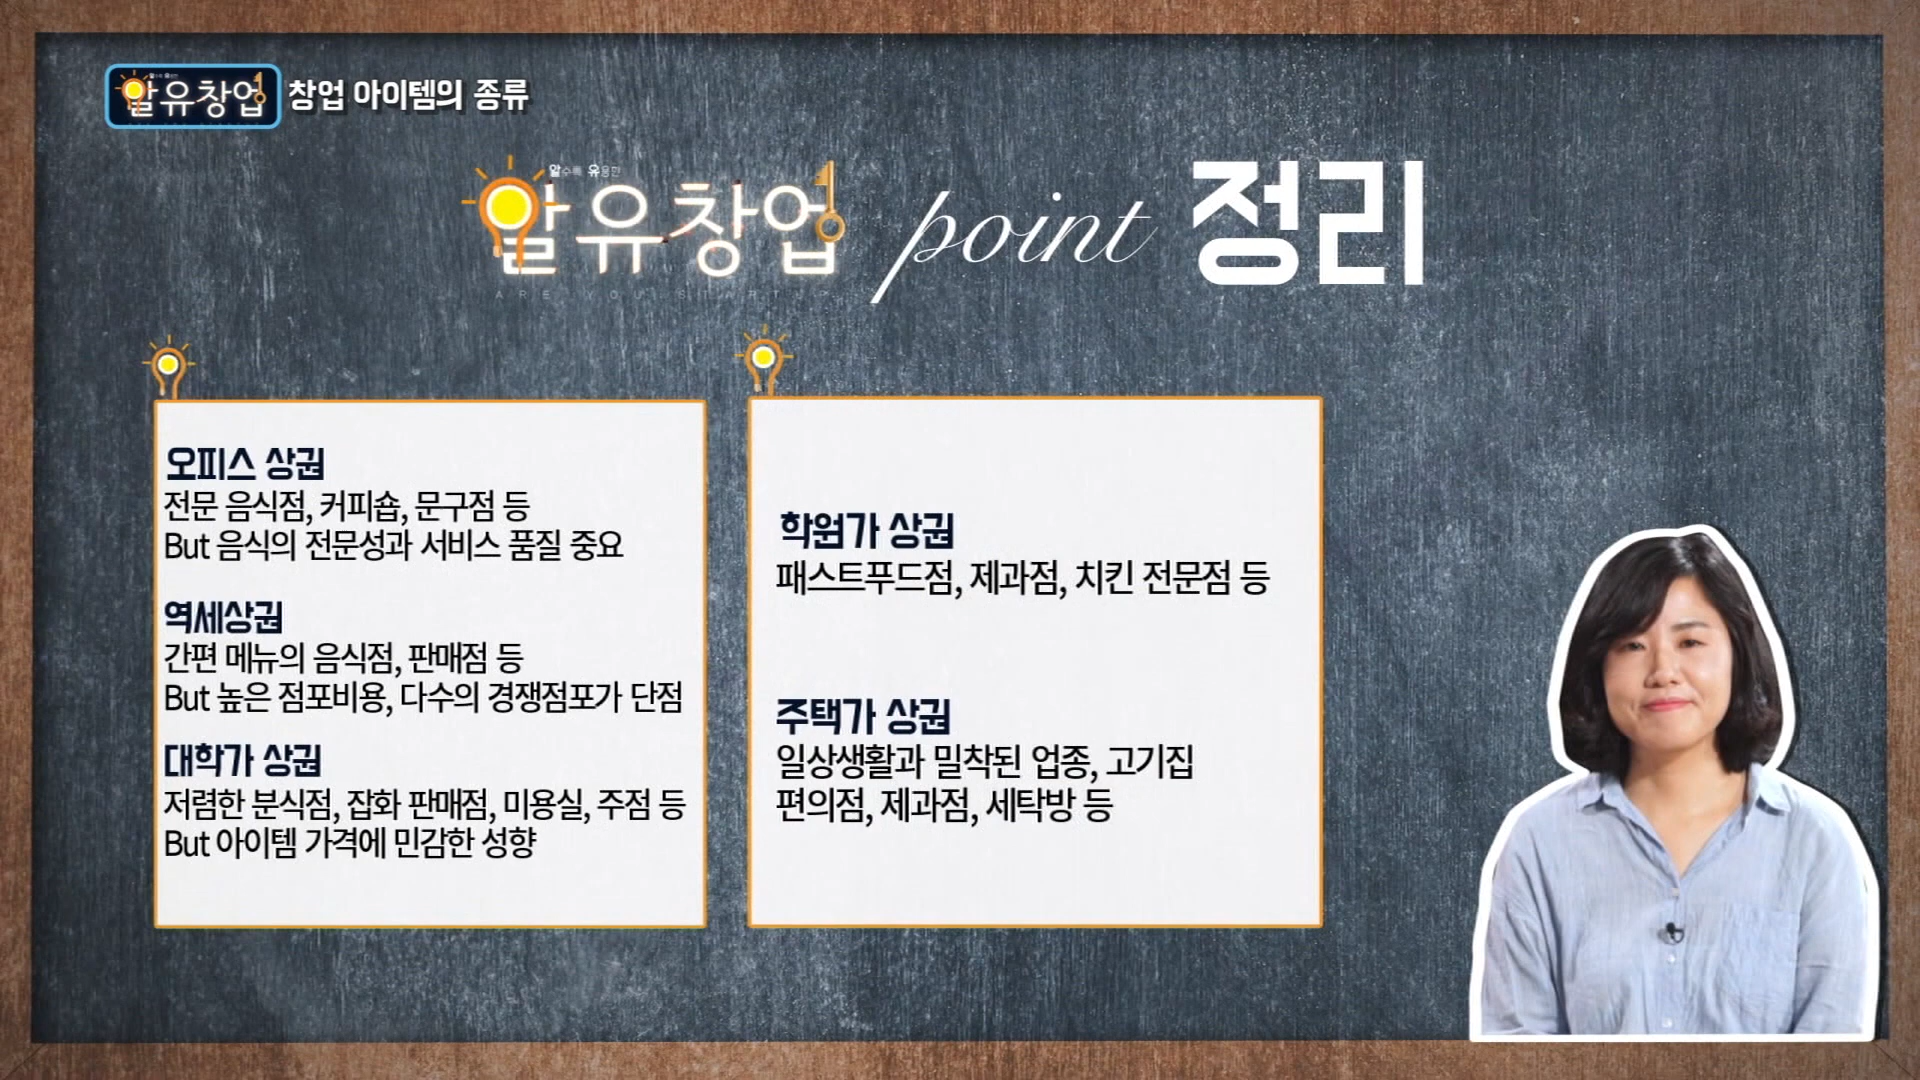 알유창업 창업 아이템의 종류
알수록 유용한
알유창업 point 정리
ARE YOU STARTUP
오피스 상권
전문 음식점, 커피숍, 문구점 등
But 음식의 전문성과 서비스 품질 중요
역세상권
간편 메뉴의 음식점, 판매점 등
But 높은 점포비용, 다수의 경쟁점포가 단점
대학가 상권
저렴한 분식점, 잡화 판매점, 미용실, 주점 등
But 아이템 가격에 민감한 성향
학원가 상권
패스트푸드점, 제과점, 치킨 전문점 등
주택가 상권
일상생활과 밀착된 업종, 고기집
편의점, 제과점, 세탁방 등